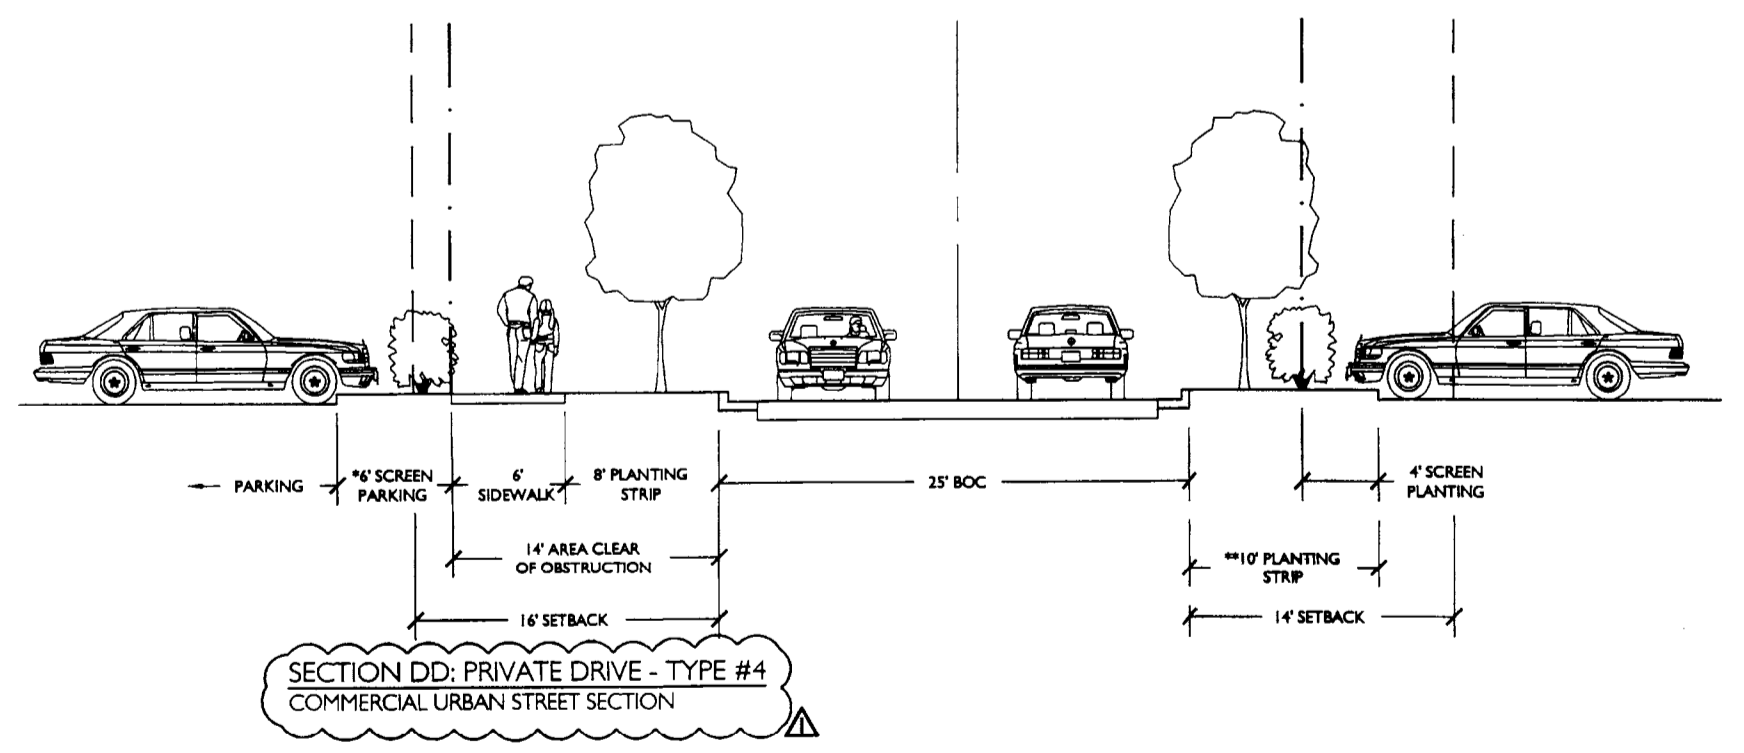 PARKING
*6' SCREEN
PARKING
6'
SIDEWALK
8' PLANTING
STRIP
25' BOC
4' SCREEN
PLANTING
14' AREA CLEAR
OF OBSTRUCTION
**10' PLANTING
STRIP
16' SETBACK
14' SETBACK
SECTION DD: PRIVATE DRIVE - TYPE #4
COMMERCIAL URBAN STREET SECTION
1